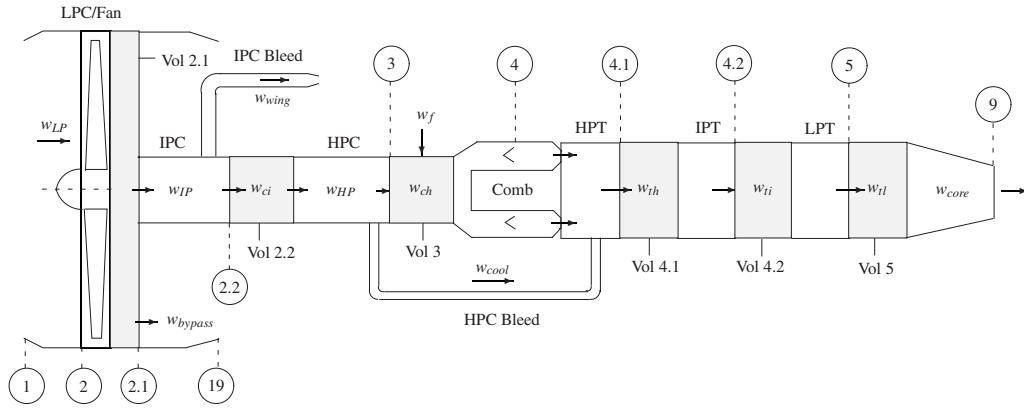 LPC/Fan
Vol 2.1
IPC Bleed
w_wing
3
4
4.1
4.2
5
9
w_LP
w_f
IPC
HPC
HPT
IPT
LPT
w_IP
w_ci
w_HP
w_ch
Comb
w_th
w_ti
w_tl
w_core
Vol 2.2
Vol 3
Vol 4.1
Vol 4.2
Vol 5
2.2
w_cool
HPC Bleed
w_bypass
1
2
2.1
19